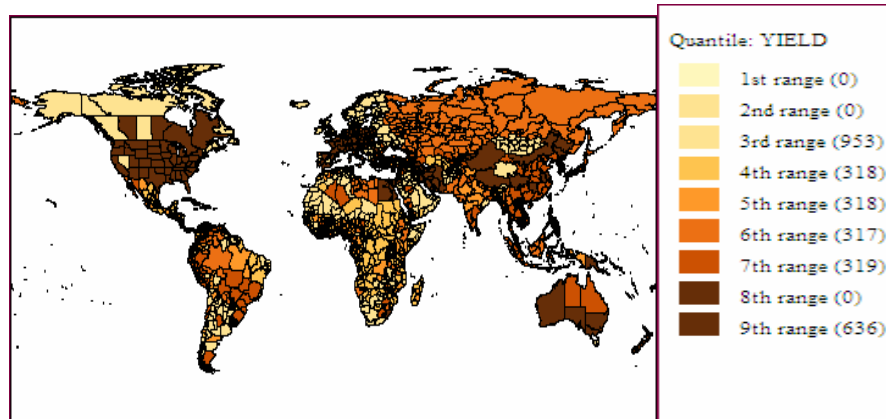 Quantile: YIELD
1st range (0)
2nd range (0)
3rd range (953)
4th range (318)
5th range (318)
6th range (317)
7th range (319)
8th range (0)
9th range (636)